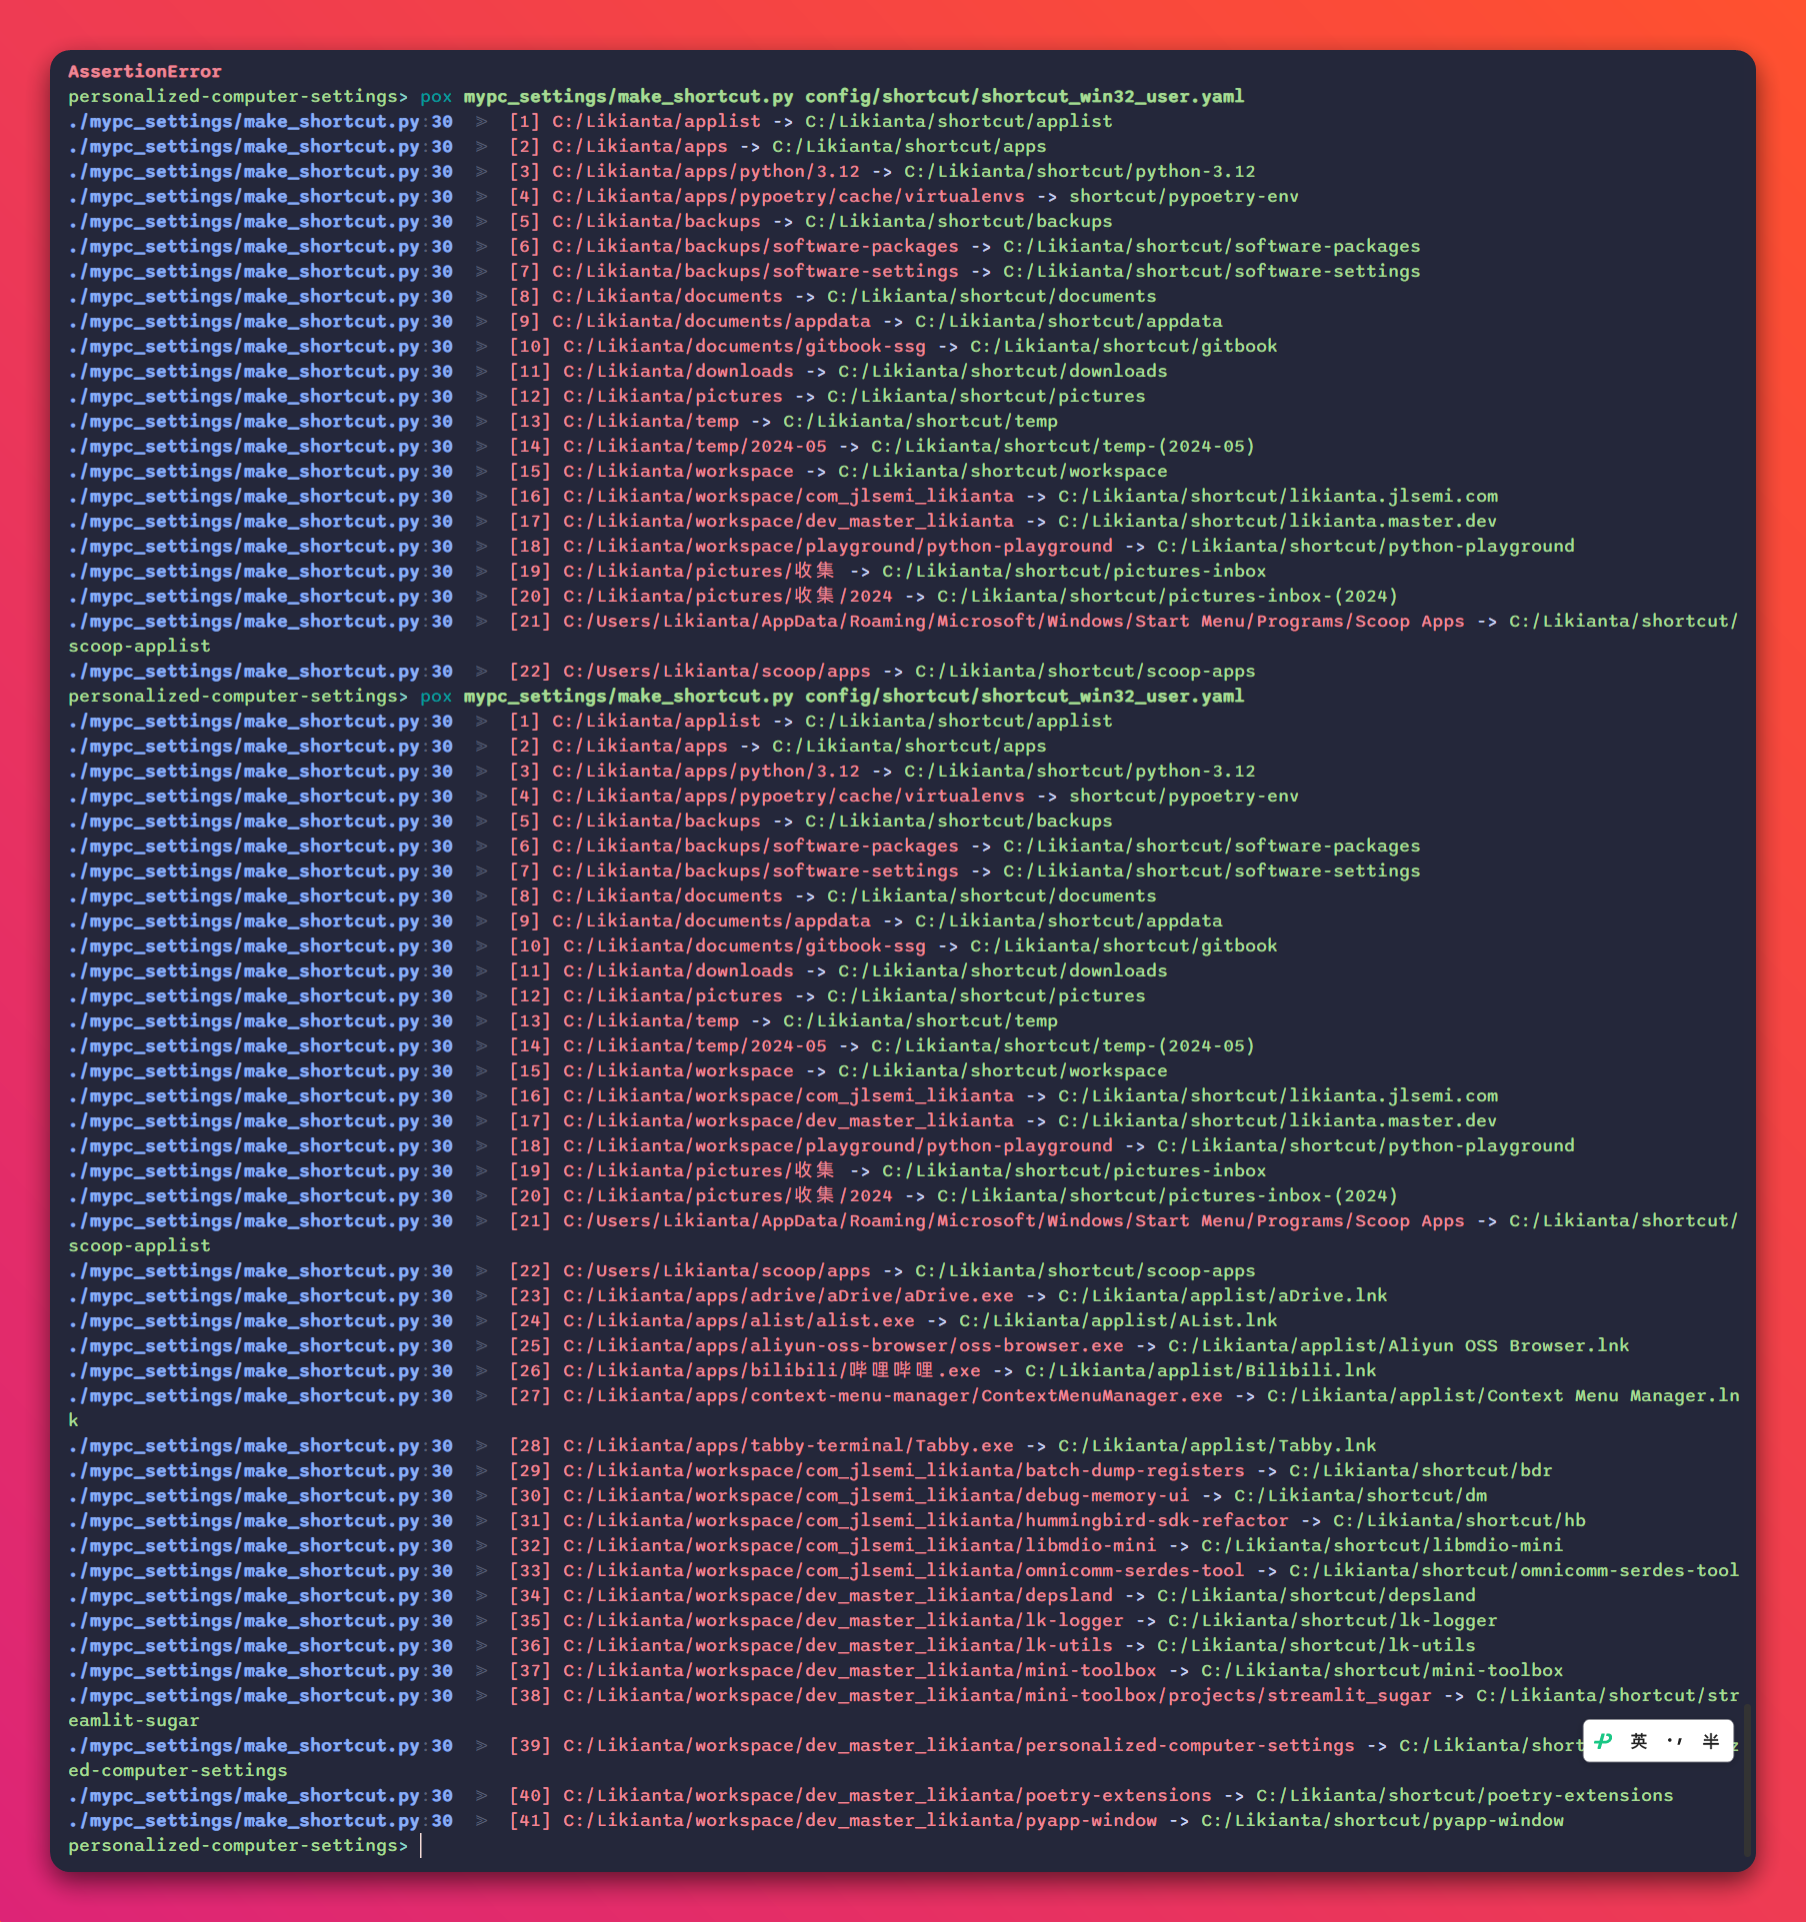 AssertionError
personalized-computer-settings> pox mypc_settings/make_shortcut.py config/shortcut/shortcut_win32_user.yaml
./mypc_settings/make_shortcut.py:30  ➤  [1] C:/Likianta/applist -> C:/Likianta/shortcut/applist
./mypc_settings/make_shortcut.py:30  ➤  [2] C:/Likianta/apps -> C:/Likianta/shortcut/apps
./mypc_settings/make_shortcut.py:30  ➤  [3] C:/Likianta/apps/python/3.12 -> C:/Likianta/shortcut/python-3.12
./mypc_settings/make_shortcut.py:30  ➤  [4] C:/Likianta/apps/pypoetry/cache/virtualenvs -> shortcut/pypoetry-env
./mypc_settings/make_shortcut.py:30  ➤  [5] C:/Likianta/backups -> C:/Likianta/shortcut/backups
./mypc_settings/make_shortcut.py:30  ➤  [6] C:/Likianta/backups/software-packages -> C:/Likianta/shortcut/software-packages
./mypc_settings/make_shortcut.py:30  ➤  [7] C:/Likianta/backups/software-settings -> C:/Likianta/shortcut/software-settings
./mypc_settings/make_shortcut.py:30  ➤  [8] C:/Likianta/documents -> C:/Likianta/shortcut/documents
./mypc_settings/make_shortcut.py:30  ➤  [9] C:/Likianta/documents/appdata -> C:/Likianta/shortcut/appdata
./mypc_settings/make_shortcut.py:30  ➤  [10] C:/Likianta/documents/gitbook-ssg -> C:/Likianta/shortcut/gitbook
./mypc_settings/make_shortcut.py:30  ➤  [11] C:/Likianta/downloads -> C:/Likianta/shortcut/downloads
./mypc_settings/make_shortcut.py:30  ➤  [12] C:/Likianta/pictures -> C:/Likianta/shortcut/pictures
./mypc_settings/make_shortcut.py:30  ➤  [13] C:/Likianta/temp -> C:/Likianta/shortcut/temp
./mypc_settings/make_shortcut.py:30  ➤  [14] C:/Likianta/temp/2024-05 -> C:/Likianta/shortcut/temp-(2024-05)
./mypc_settings/make_shortcut.py:30  ➤  [15] C:/Likianta/workspace -> C:/Likianta/shortcut/workspace
./mypc_settings/make_shortcut.py:30  ➤  [16] C:/Likianta/workspace/com_jlsemi_likianta -> C:/Likianta/shortcut/likianta.jlsemi.com
./mypc_settings/make_shortcut.py:30  ➤  [17] C:/Likianta/workspace/dev_master_likianta -> C:/Likianta/shortcut/likianta.master.dev
./mypc_settings/make_shortcut.py:30  ➤  [18] C:/Likianta/workspace/playground/python-playground -> C:/Likianta/shortcut/python-playground
./mypc_settings/make_shortcut.py:30  ➤  [19] C:/Likianta/pictures/收集 -> C:/Likianta/shortcut/pictures-inbox
./mypc_settings/make_shortcut.py:30  ➤  [20] C:/Likianta/pictures/收集/2024 -> C:/Likianta/shortcut/pictures-inbox-(2024)
./mypc_settings/make_shortcut.py:30  ➤  [21] C:/Users/Likianta/AppData/Roaming/Microsoft/Windows/Start Menu/Programs/Scoop Apps -> C:/Likianta/shortcut/
scoop-applist
./mypc_settings/make_shortcut.py:30  ➤  [22] C:/Users/Likianta/scoop/apps -> C:/Likianta/shortcut/scoop-apps
personalized-computer-settings> pox mypc_settings/make_shortcut.py config/shortcut/shortcut_win32_user.yaml
./mypc_settings/make_shortcut.py:30  ➤  [1] C:/Likianta/applist -> C:/Likianta/shortcut/applist
./mypc_settings/make_shortcut.py:30  ➤  [2] C:/Likianta/apps -> C:/Likianta/shortcut/apps
./mypc_settings/make_shortcut.py:30  ➤  [3] C:/Likianta/apps/python/3.12 -> C:/Likianta/shortcut/python-3.12
./mypc_settings/make_shortcut.py:30  ➤  [4] C:/Likianta/apps/pypoetry/cache/virtualenvs -> shortcut/pypoetry-env
./mypc_settings/make_shortcut.py:30  ➤  [5] C:/Likianta/backups -> C:/Likianta/shortcut/backups
./mypc_settings/make_shortcut.py:30  ➤  [6] C:/Likianta/backups/software-packages -> C:/Likianta/shortcut/software-packages
./mypc_settings/make_shortcut.py:30  ➤  [7] C:/Likianta/backups/software-settings -> C:/Likianta/shortcut/software-settings
./mypc_settings/make_shortcut.py:30  ➤  [8] C:/Likianta/documents -> C:/Likianta/shortcut/documents
./mypc_settings/make_shortcut.py:30  ➤  [9] C:/Likianta/documents/appdata -> C:/Likianta/shortcut/appdata
./mypc_settings/make_shortcut.py:30  ➤  [10] C:/Likianta/documents/gitbook-ssg -> C:/Likianta/shortcut/gitbook
./mypc_settings/make_shortcut.py:30  ➤  [11] C:/Likianta/downloads -> C:/Likianta/shortcut/downloads
./mypc_settings/make_shortcut.py:30  ➤  [12] C:/Likianta/pictures -> C:/Likianta/shortcut/pictures
./mypc_settings/make_shortcut.py:30  ➤  [13] C:/Likianta/temp -> C:/Likianta/shortcut/temp
./mypc_settings/make_shortcut.py:30  ➤  [14] C:/Likianta/temp/2024-05 -> C:/Likianta/shortcut/temp-(2024-05)
./mypc_settings/make_shortcut.py:30  ➤  [15] C:/Likianta/workspace -> C:/Likianta/shortcut/workspace
./mypc_settings/make_shortcut.py:30  ➤  [16] C:/Likianta/workspace/com_jlsemi_likianta -> C:/Likianta/shortcut/likianta.jlsemi.com
./mypc_settings/make_shortcut.py:30  ➤  [17] C:/Likianta/workspace/dev_master_likianta -> C:/Likianta/shortcut/likianta.master.dev
./mypc_settings/make_shortcut.py:30  ➤  [18] C:/Likianta/workspace/playground/python-playground -> C:/Likianta/shortcut/python-playground
./mypc_settings/make_shortcut.py:30  ➤  [19] C:/Likianta/pictures/收集 -> C:/Likianta/shortcut/pictures-inbox
./mypc_settings/make_shortcut.py:30  ➤  [20] C:/Likianta/pictures/收集/2024 -> C:/Likianta/shortcut/pictures-inbox-(2024)
./mypc_settings/make_shortcut.py:30  ➤  [21] C:/Users/Likianta/AppData/Roaming/Microsoft/Windows/Start Menu/Programs/Scoop Apps -> C:/Likianta/shortcut/
scoop-applist
./mypc_settings/make_shortcut.py:30  ➤  [22] C:/Users/Likianta/scoop/apps -> C:/Likianta/shortcut/scoop-apps
./mypc_settings/make_shortcut.py:30  ➤  [23] C:/Likianta/apps/adrive/aDrive/aDrive.exe -> C:/Likianta/applist/aDrive.lnk
./mypc_settings/make_shortcut.py:30  ➤  [24] C:/Likianta/apps/alist/alist.exe -> C:/Likianta/applist/AList.lnk
./mypc_settings/make_shortcut.py:30  ➤  [25] C:/Likianta/apps/aliyun-oss-browser/oss-browser.exe -> C:/Likianta/applist/Aliyun OSS Browser.lnk
./mypc_settings/make_shortcut.py:30  ➤  [26] C:/Likianta/apps/bilibili/哔哩哔哩.exe -> C:/Likianta/applist/Bilibili.lnk
./mypc_settings/make_shortcut.py:30  ➤  [27] C:/Likianta/apps/context-menu-manager/ContextMenuManager.exe -> C:/Likianta/applist/Context Menu Manager.ln
k
./mypc_settings/make_shortcut.py:30  ➤  [28] C:/Likianta/apps/tabby-terminal/Tabby.exe -> C:/Likianta/applist/Tabby.lnk
./mypc_settings/make_shortcut.py:30  ➤  [29] C:/Likianta/workspace/com_jlsemi_likianta/batch-dump-registers -> C:/Likianta/shortcut/bdr
./mypc_settings/make_shortcut.py:30  ➤  [30] C:/Likianta/workspace/com_jlsemi_likianta/debug-memory-ui -> C:/Likianta/shortcut/dm
./mypc_settings/make_shortcut.py:30  ➤  [31] C:/Likianta/workspace/com_jlsemi_likianta/hummingbird-sdk-refactor -> C:/Likianta/shortcut/hb
./mypc_settings/make_shortcut.py:30  ➤  [32] C:/Likianta/workspace/com_jlsemi_likianta/libmdio-mini -> C:/Likianta/shortcut/libmdio-mini
./mypc_settings/make_shortcut.py:30  ➤  [33] C:/Likianta/workspace/com_jlsemi_likianta/omnicomm-serdes-tool -> C:/Likianta/shortcut/omnicomm-serdes-tool
./mypc_settings/make_shortcut.py:30  ➤  [34] C:/Likianta/workspace/dev_master_likianta/depsland -> C:/Likianta/shortcut/depsland
./mypc_settings/make_shortcut.py:30  ➤  [35] C:/Likianta/workspace/dev_master_likianta/lk-logger -> C:/Likianta/shortcut/lk-logger
./mypc_settings/make_shortcut.py:30  ➤  [36] C:/Likianta/workspace/dev_master_likianta/lk-utils -> C:/Likianta/shortcut/lk-utils
./mypc_settings/make_shortcut.py:30  ➤  [37] C:/Likianta/workspace/dev_master_likianta/mini-toolbox -> C:/Likianta/shortcut/mini-toolbox
./mypc_settings/make_shortcut.py:30  ➤  [38] C:/Likianta/workspace/dev_master_likianta/mini-toolbox/projects/streamlit_sugar -> C:/Likianta/shortcut/str
eamlit-sugar
./mypc_settings/make_shortcut.py:30  ➤  [39] C:/Likianta/workspace/dev_master_likianta/personalized-computer-settings -> C:/Likianta/short 英 ·, 半
ed-computer-settings
./mypc_settings/make_shortcut.py:30  ➤  [40] C:/Likianta/workspace/dev_master_likianta/poetry-extensions -> C:/Likianta/shortcut/poetry-extensions
./mypc_settings/make_shortcut.py:30  ➤  [41] C:/Likianta/workspace/dev_master_likianta/pyapp-window -> C:/Likianta/shortcut/pyapp-window
personalized-computer-settings>